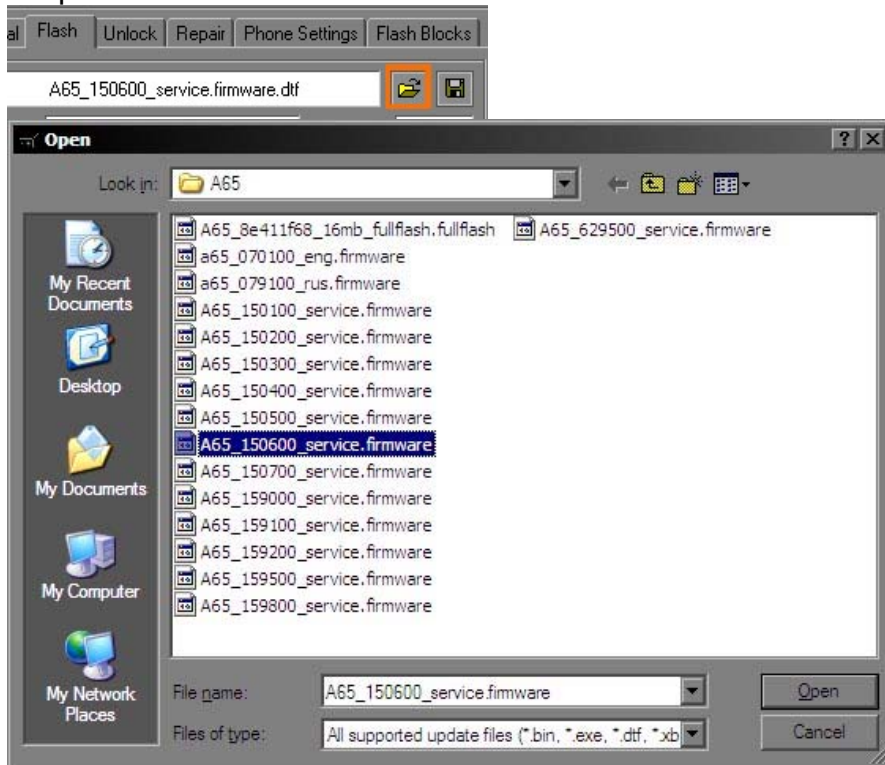 al Flash Unlock Repair Phone Settings Flash Blocks
A65_150600_service.firmware.dtf
Open
Look in: A65
A65_8e411f68_16mb_fullflash.fullflash
a65_070100_eng.firmware
a65_079100_rus.firmware
A65_150100_service.firmware
A65_150200_service.firmware
A65_150300_service.firmware
A65_150400_service.firmware
A65_150500_service.firmware
A65_150600_service.firmware
A65_150700_service.firmware
A65_159000_service.firmware
A65_159100_service.firmware
A65_159200_service.firmware
A65_159500_service.firmware
A65_159800_service.firmware
A65_629500_service.firmware
My Recent
Documents
Desktop
My Documents
My Computer
My Network
Places
File name: A65_150600_service.firmware
Open
Files of type: All supported update files (*.bin, *.exe, *.dtf, *.xb
Cancel